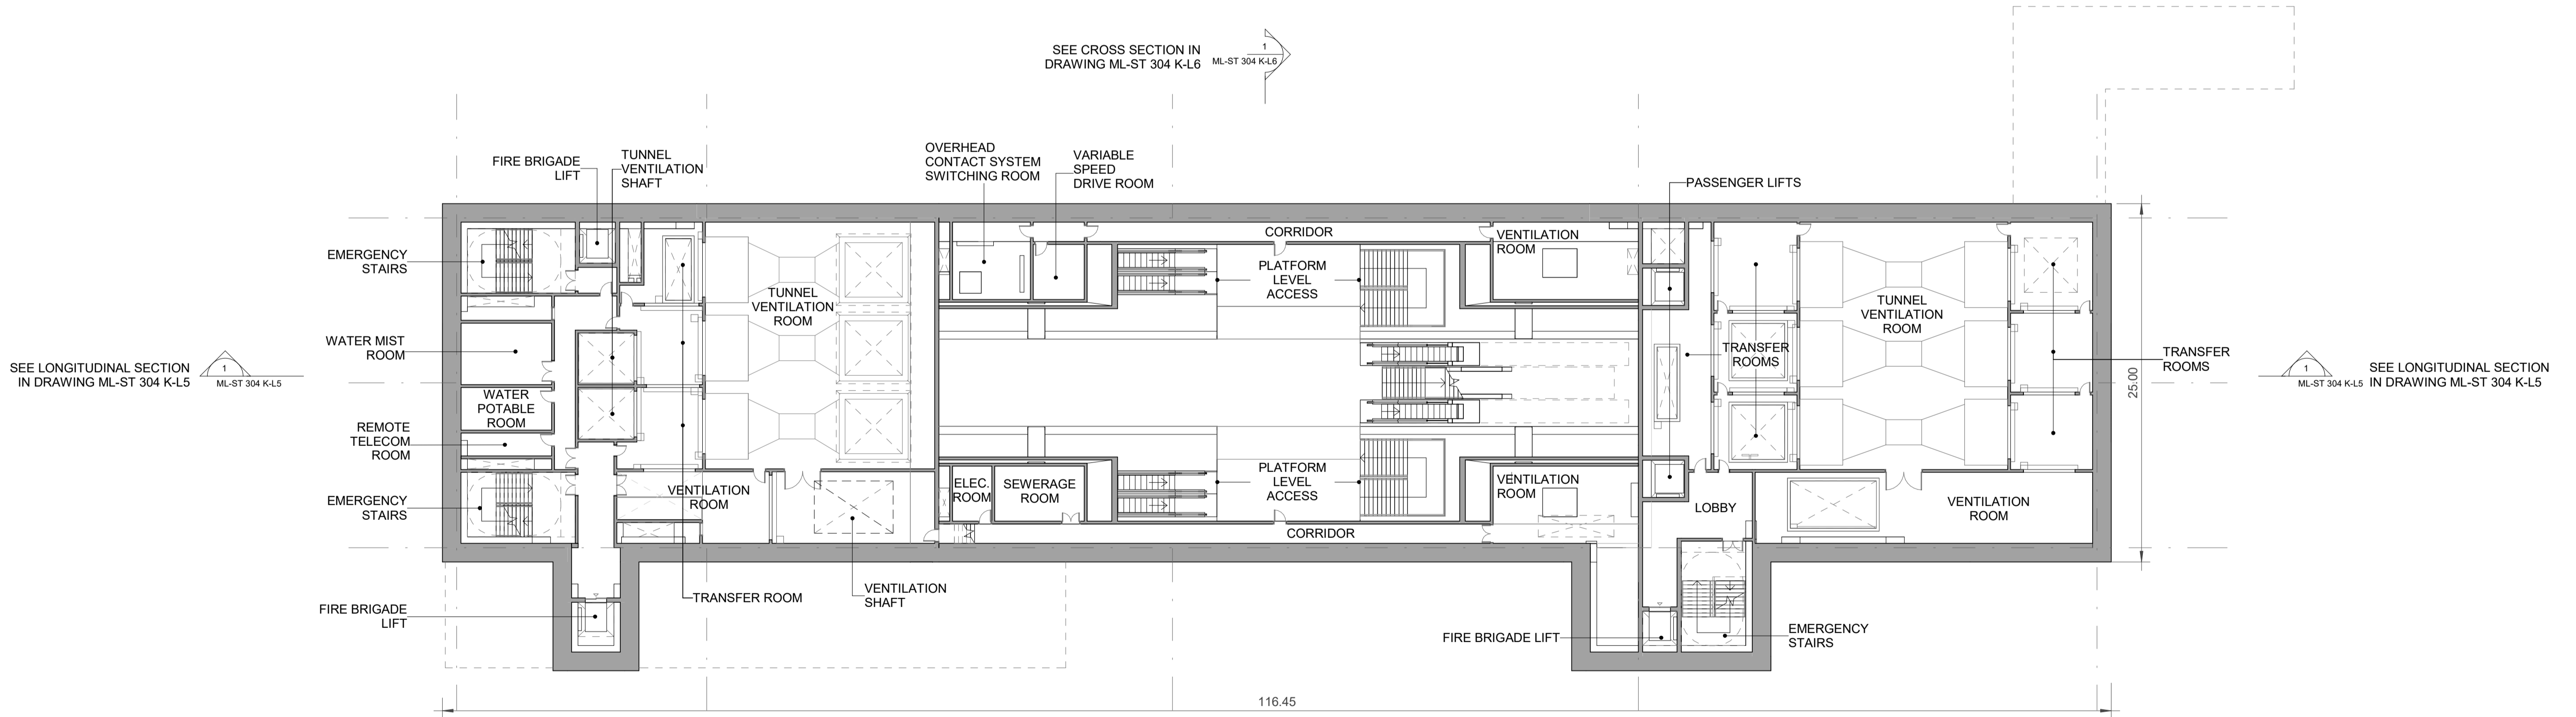 SEE CROSS SECTION IN
DRAWING ML-ST 304 K-L6
1
ML-ST 304 K-L6
FIRE BRIGADE
LIFT
TUNNEL
VENTILATION
SHAFT
OVERHEAD
CONTACT SYSTEM
SWITCHING ROOM
VARIABLE
SPEED
DRIVE ROOM
PASSENGER LIFTS
EMERGENCY
STAIRS
TUNNEL
VENTILATION
ROOM
CORRIDOR
PLATFORM
LEVEL
ACCESS
VENTILATION
ROOM
TUNNEL
VENTILATION
ROOM
WATER MIST
ROOM
SEE LONGITUDINAL SECTION
IN DRAWING ML-ST 304 K-L5
1
ML-ST 304 K-L5
TRANSFER
ROOMS
TRANSFER
ROOMS
25.00
1
ML-ST 304 K-L5
SEE LONGITUDINAL SECTION
IN DRAWING ML-ST 304 K-L5
WATER
POTABLE
ROOM
REMOTE
TELECOM
ROOM
EMERGENCY
STAIRS
VENTILATION
ROOM
ELEC.
ROOM
SEWERAGE
ROOM
PLATFORM
LEVEL
ACCESS
VENTILATION
ROOM
LOBBY
VENTILATION
ROOM
CORRIDOR
FIRE BRIGADE
LIFT
TRANSFER ROOM
VENTILATION
SHAFT
FIRE BRIGADE LIFT
EMERGENCY
STAIRS
116.45